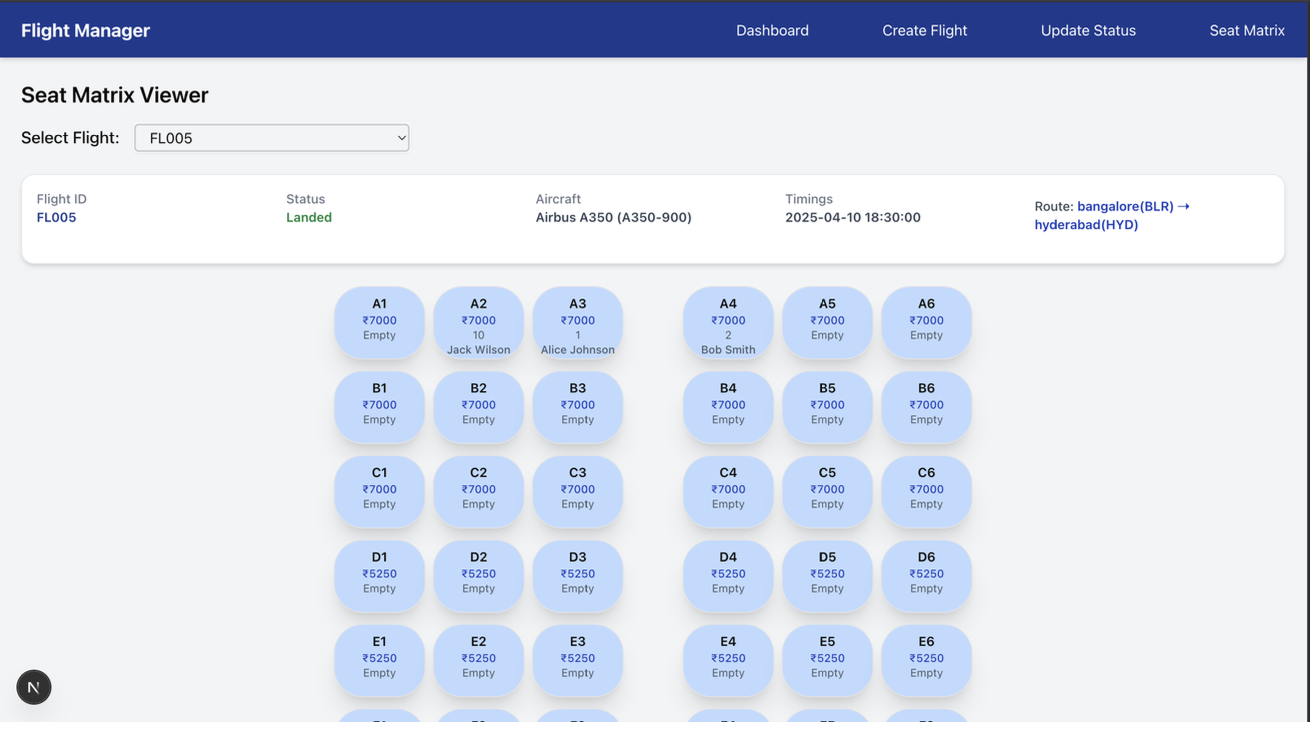 Flight Manager
Dashboard
Create Flight
Update Status
Seat Matrix
Seat Matrix Viewer
Select Flight:
FL005
Flight ID
FL005
Status
Landed
Aircraft
Airbus A350 (A350-900)
Timings
2025-04-10 18:30:00
Route: bangalore(BLR) →
hyderabad(HYD)
A1
₹7000
Empty
A2
₹7000
10
Jack Wilson
A3
₹7000
1
Alice Johnson
A4
₹7000
2
Bob Smith
A5
₹7000
Empty
A6
₹7000
Empty
B1
₹7000
Empty
B2
₹7000
Empty
B3
₹7000
Empty
B4
₹7000
Empty
B5
₹7000
Empty
B6
₹7000
Empty
C1
₹7000
Empty
C2
₹7000
Empty
C3
₹7000
Empty
C4
₹7000
Empty
C5
₹7000
Empty
C6
₹7000
Empty
D1
₹5250
Empty
D2
₹5250
Empty
D3
₹5250
Empty
D4
₹5250
Empty
D5
₹5250
Empty
D6
₹5250
Empty
E1
₹5250
Empty
E2
₹5250
Empty
E3
₹5250
Empty
E4
₹5250
Empty
E5
₹5250
Empty
E6
₹5250
Empty
N